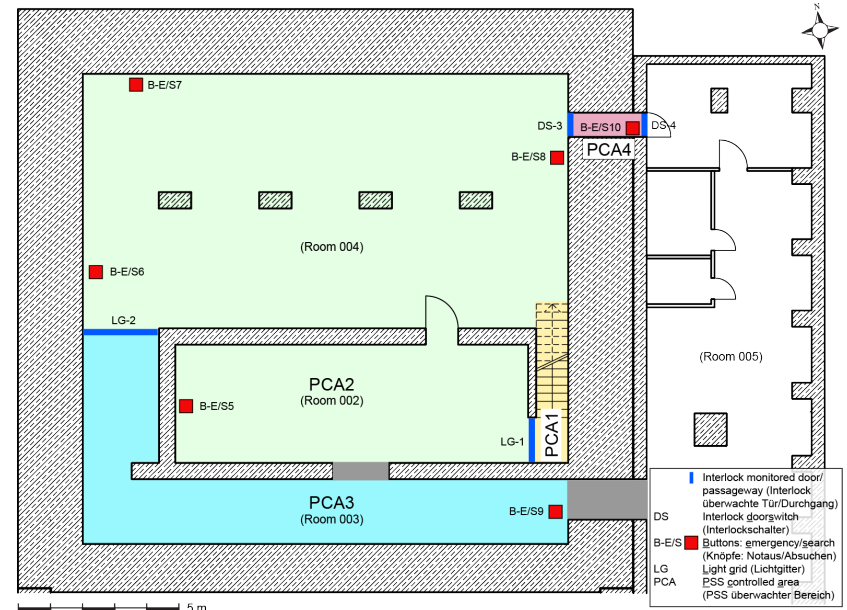 N
B-E/S7
DS-3
B-E/S10
DS-4
PCA4
B-E/S8
(Room 004)
B-E/S6
LG-2
(Room 005)
PCA2
(Room 002)
B-E/S5
LG-1
PCA1
PCA3
(Room 003)
B-E/S9
Interlock monitored door/
passageway (Interlock
überwachte Tür/Durchgang)
DS Interlock doorswitch
(Interlockschalter)
B-E/S Buttons: emergency/search
(Knöpfe: Notaus/Absuchen)
LG Light grid (Lichtgitter)
PCA PSS controlled area
(PSS überwachter Bereich)
5 m